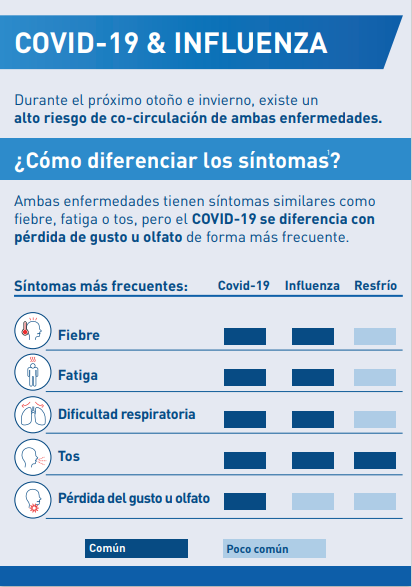 COVID-19 & INFLUENZA
Durante el próximo otoño e invierno, existe un
alto riesgo de co-circulación de ambas enfermedades.
¿Cómo diferenciar los síntomas¹?
Ambas enfermedades tienen síntomas similares como
fiebre, fatiga o tos, pero el COVID-19 se diferencia con
pérdida de gusto u olfato de forma más frecuente.
Síntomas más frecuentes: Covid-19 Influenza Resfrío
Fiebre
Fatiga
Dificultad respiratoria
Tos
Pérdida del gusto u olfato
Común Poco común